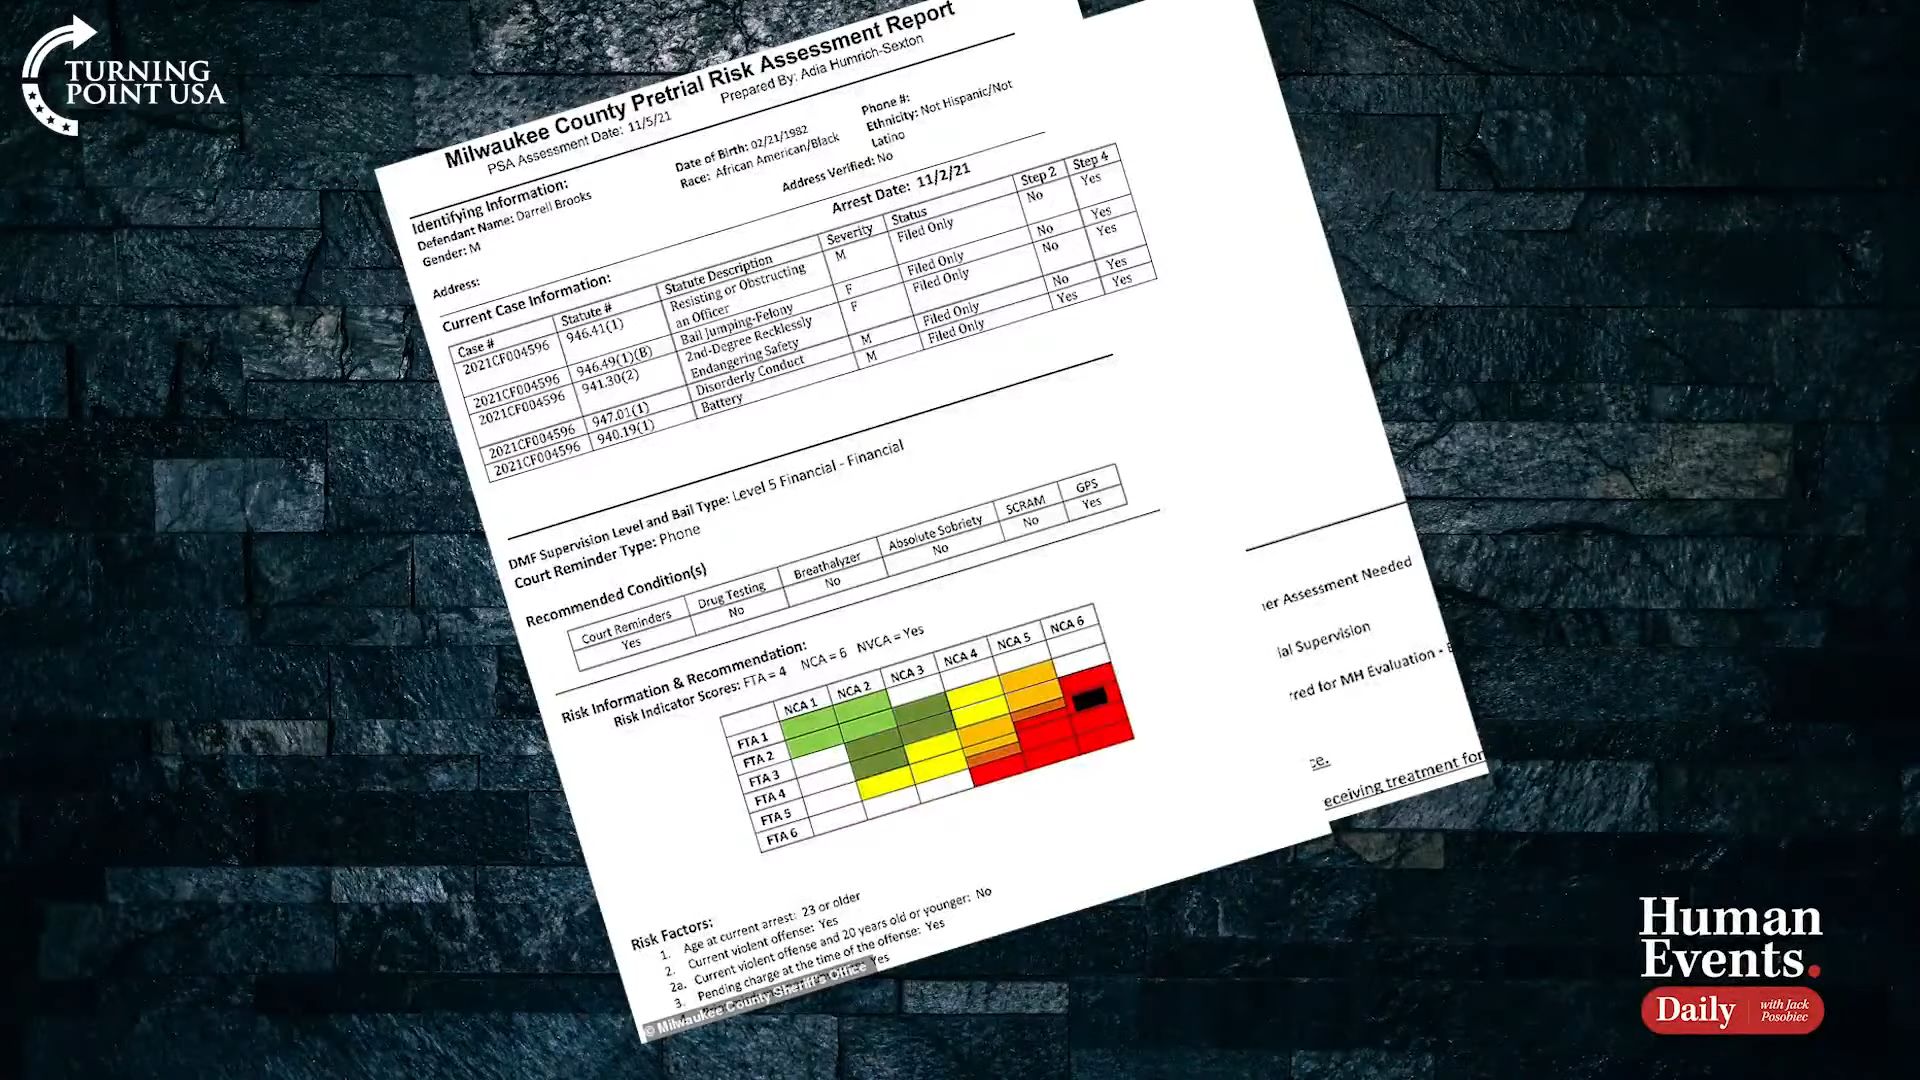 TURNING
POINT USA
Milwaukee County Pretrial Risk Assessment Report
PSA Assessment Date: 11/5/21
Prepared By: Adia Humrich-Sexton
Identifying Information:
Defendant Name: Darrell Brooks
Gender: M
Date of Birth: 02/21/1982
Race: African American/Black
Phone #:
Ethnicity: Not Hispanic/Not
Latino
Address:
Address Verified: No
Current Case Information:
Arrest Date: 11/2/21
Case # Statute # Statute Description Severity Status Step 2 Step 4
2021CF004596 946.41(1) Resisting or Obstructing M Filed Only No Yes
an Officer
2021CF004596 946.49(1)(B) Bail Jumping-Felony F Filed Only No Yes
2021CF004596 941.30(2) 2nd-Degree Recklessly F Filed Only No Yes
Endangering Safety
2021CF004596 947.01(1) Disorderly Conduct M Filed Only No Yes
2021CF004596 940.19(1) Battery M Filed Only Yes Yes
DMF Supervision Level and Bail Type: Level 5 Financial - Financial
Court Reminder Type: Phone
Recommended Condition(s)
Court Reminders Drug Testing Breathalyzer Absolute Sobriety SCRAM GPS
Yes No No No No Yes
Risk Information & Recommendation:
Risk Indicator Scores: FTA = 4 NCA = 6 NVCA = Yes
NCA 1 NCA 2 NCA 3 NCA 4 NCA 5 NCA 6
FTA 1
FTA 2
FTA 3
FTA 4
FTA 5
FTA 6
Risk Factors:
1. Age at current arrest: 23 or older
2. Current violent offense: Yes
2a. Current violent offense and 20 years old or younger: No
3. Pending charge at the time of the offense: Yes
Yes
© Milwaukee County Sheriff's Office
Assessment Needed
Supervision
for MH Evaluation -
treatment for
Human
Events.
Daily with Jack
Posobiec